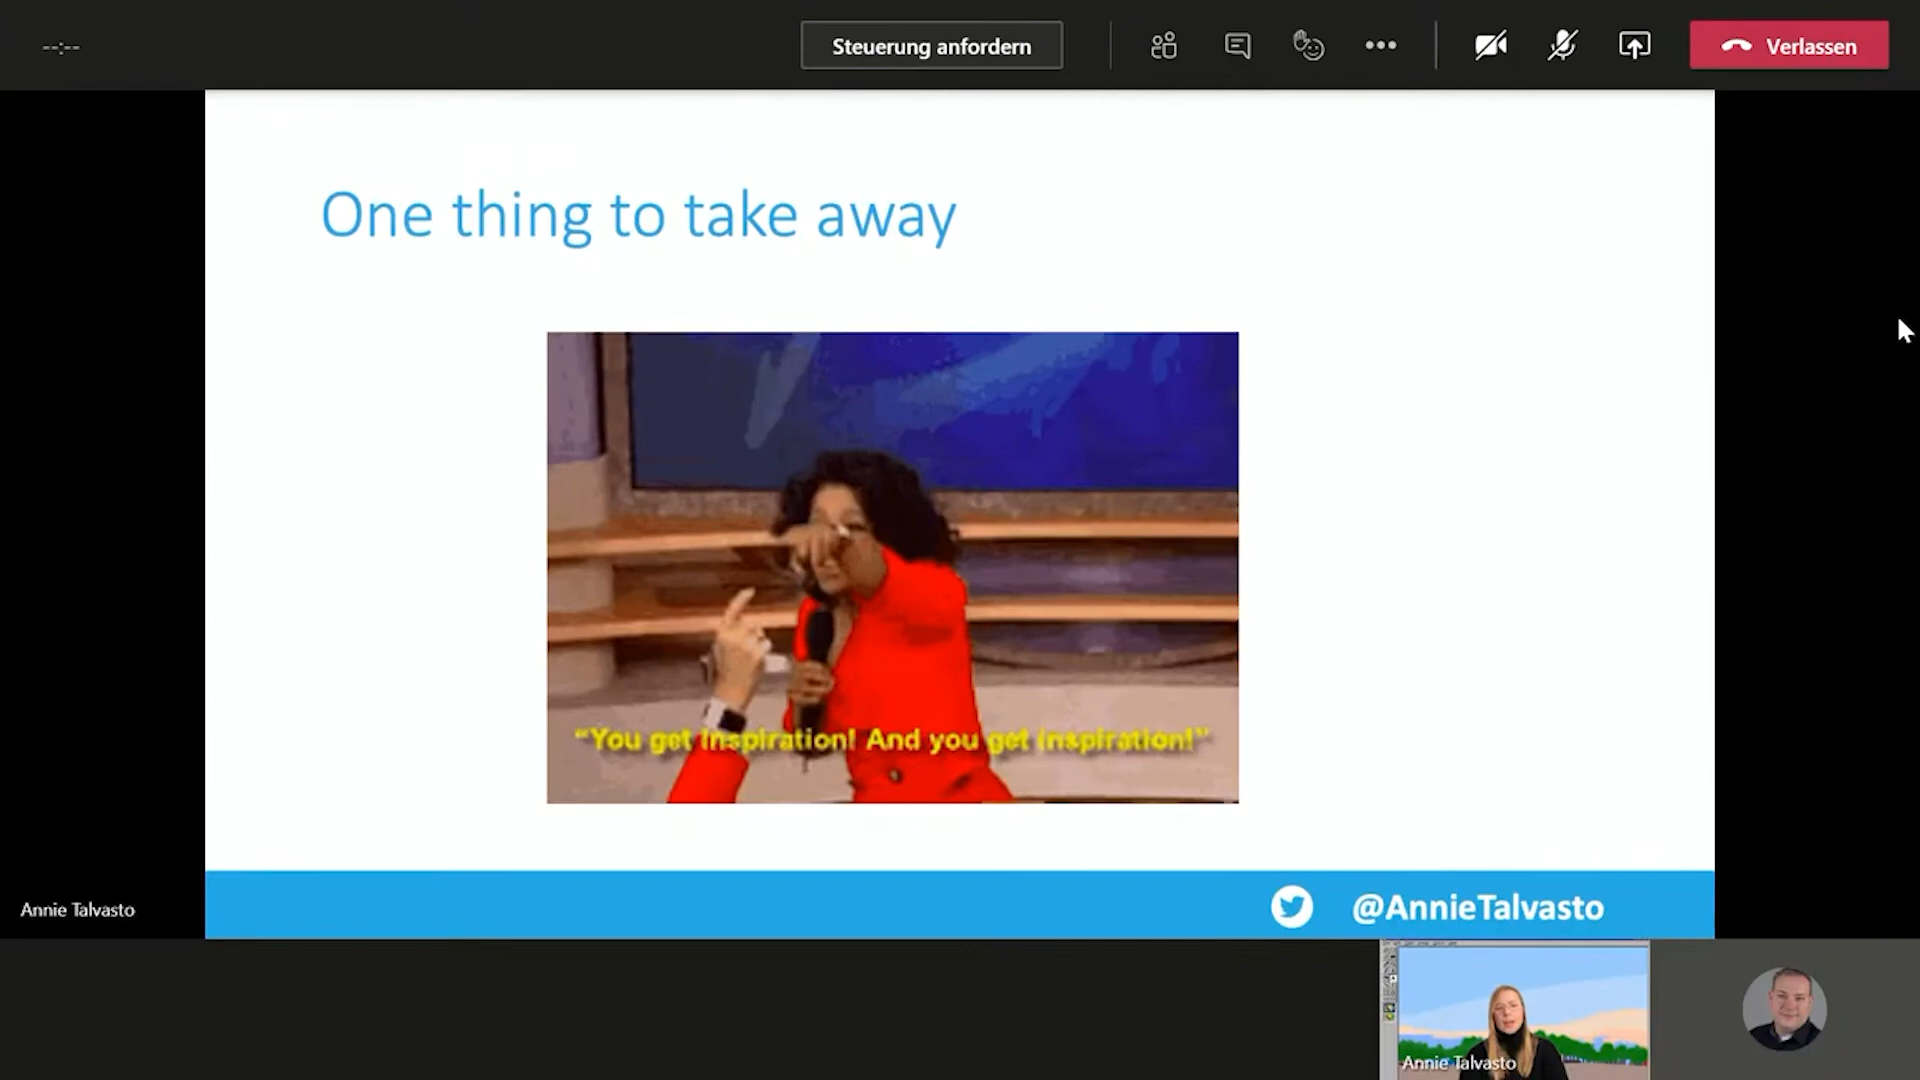 --:--
Steuerung anfordern
Verlassen
One thing to take away
“You get inspiration! And you get inspiration!”
Annie Talvasto
@AnnieTalvasto
Annie Talvasto